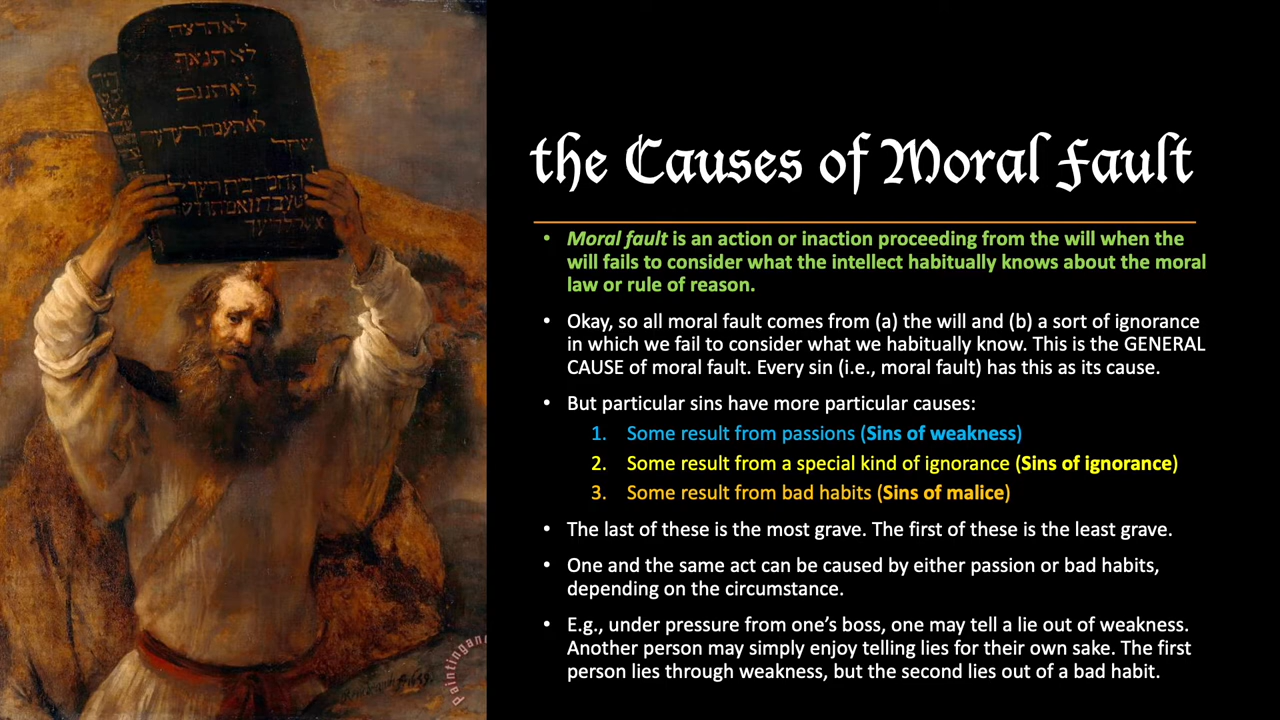 לא תרצח
לא תנאף
לא תגנב
the Causes of Moral Fault
• Moral fault is an action or inaction proceeding from the will when the
will fails to consider what the intellect habitually knows about the moral
law or rule of reason.
• Okay, so all moral fault comes from (a) the will and (b) a sort of ignorance
in which we fail to consider what we habitually know. This is the GENERAL
CAUSE of moral fault. Every sin (i.e., moral fault) has this as its cause.
• But particular sins have more particular causes:
1. Some result from passions (Sins of weakness)
2. Some result from a special kind of ignorance (Sins of ignorance)
3. Some result from bad habits (Sins of malice)
• The last of these is the most grave. The first of these is the least grave.
• One and the same act can be caused by either passion or bad habits,
depending on the circumstance.
• E.g., under pressure from one’s boss, one may tell a lie out of weakness.
Another person may simply enjoy telling lies for their own sake. The first
person lies through weakness, but the second lies out of a bad habit.